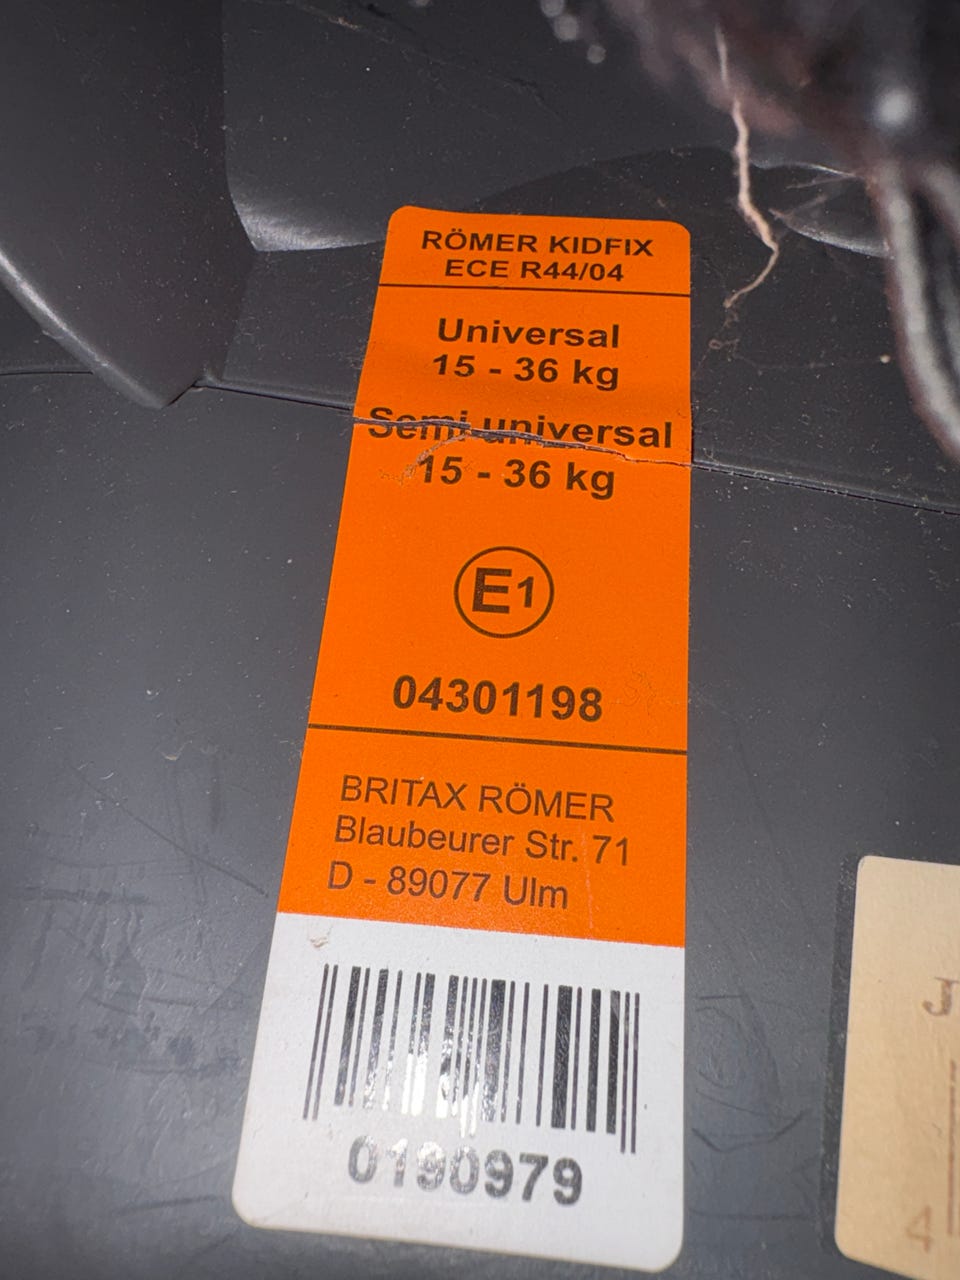 RÖMER KIDFIX
ECE R44/04
Universal
15 - 36 kg
Semi universal
15 - 36 kg
E1
04301198
BRITAX RÖMER
Blaubeurer Str. 71
D - 89077 Ulm
0190979
4